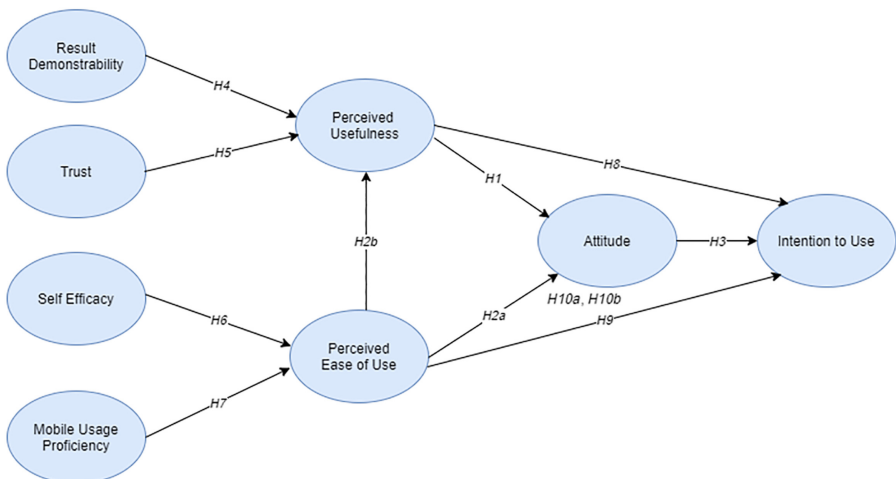 Result
Demonstrability
H4
Perceived
Usefulness
Trust
H5
H8
H1
H2b
Attitude
H3
Intention to Use
Self Efficacy
H6
H10a, H10b
H2a
H9
Perceived
Ease of Use
H7
Mobile Usage
Proficiency